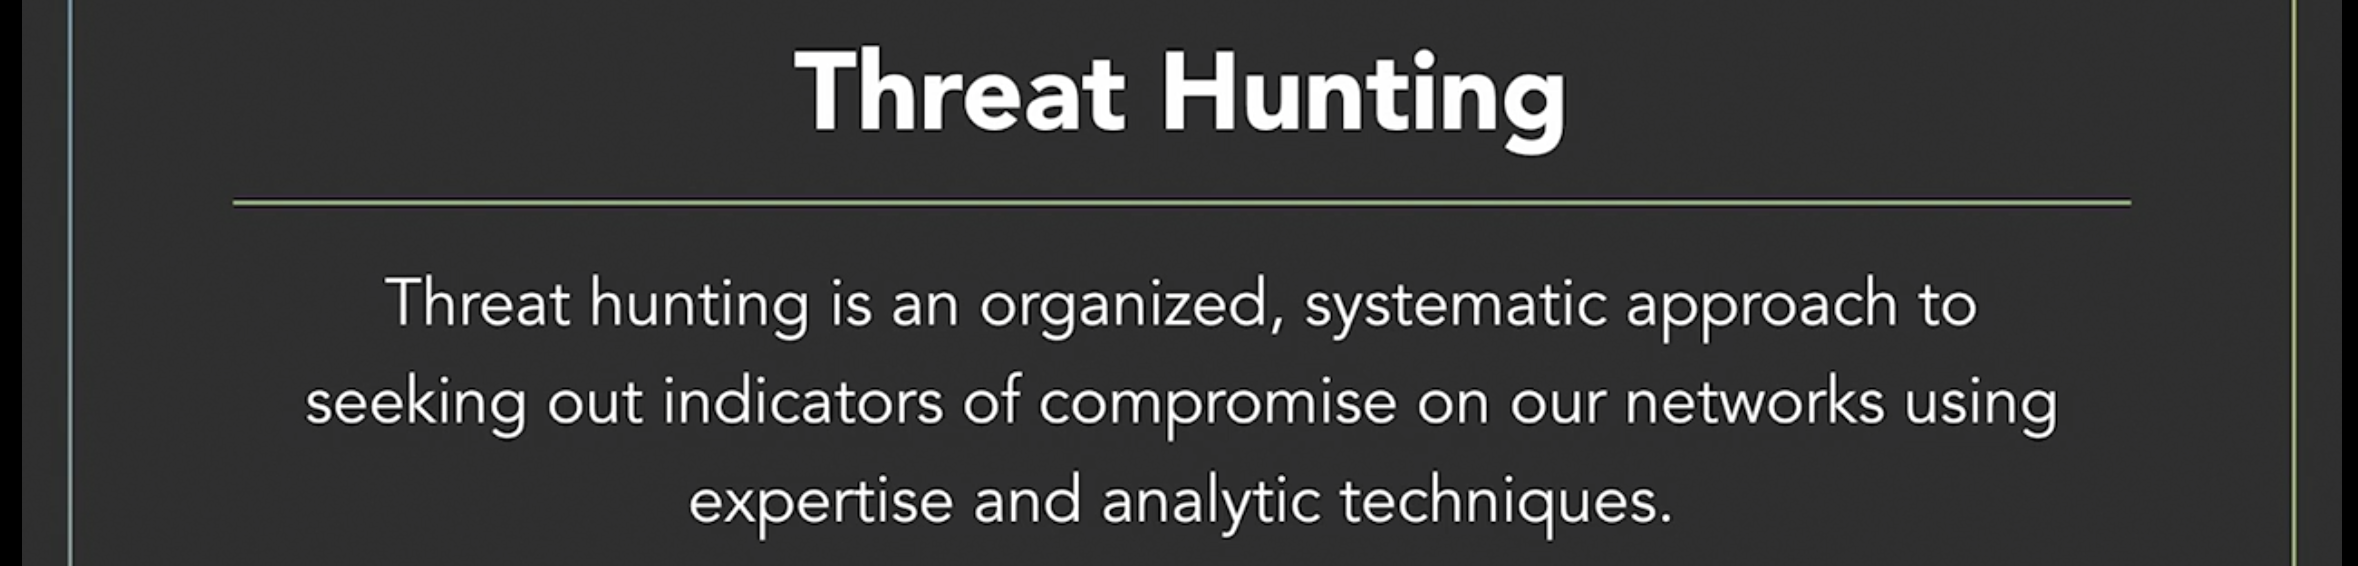 Threat Hunting
Threat hunting is an organized, systematic approach to
seeking out indicators of compromise on our networks using
expertise and analytic techniques.